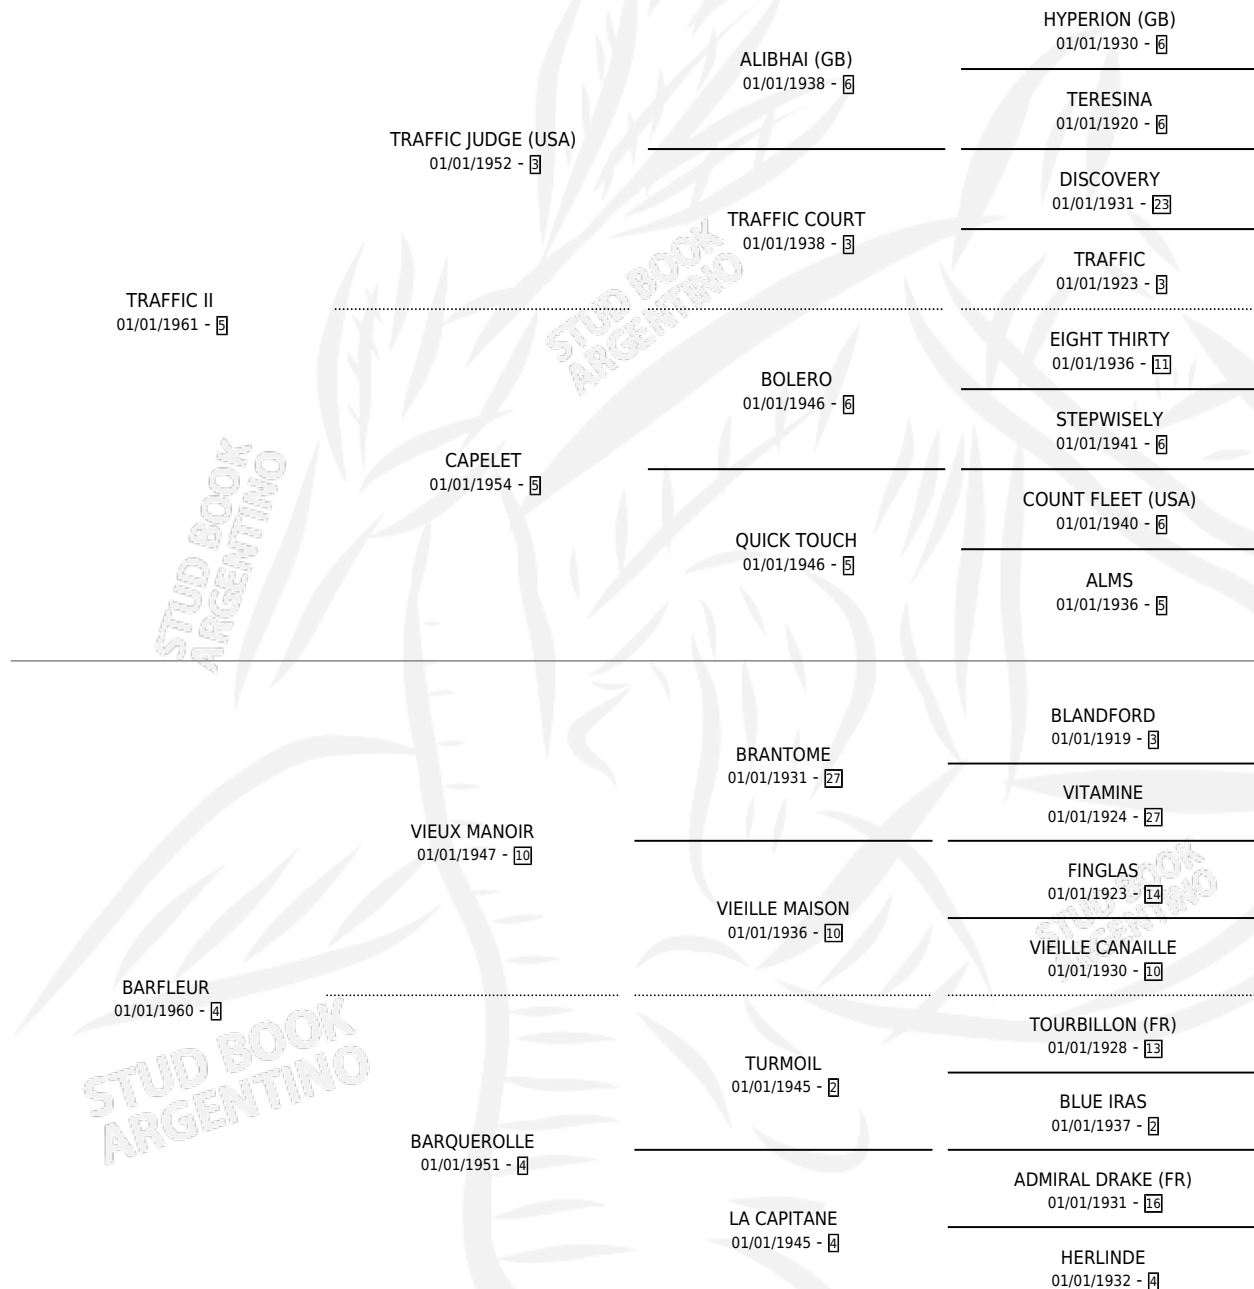 HYPERION (GB)
01/01/1930 - 6
ALIBHAI (GB)
01/01/1938 - 6
TERESINA
01/01/1920 - 6
TRAFFIC JUDGE (USA)
01/01/1952 - 3
DISCOVERY
01/01/1931 - 23
TRAFFIC COURT
01/01/1938 - 3
TRAFFIC
01/01/1923 - 3
TRAFFIC II
01/01/1961 - 5
EIGHT THIRTY
01/01/1936 - 11
BOLERO
01/01/1946 - 6
STEPWISELY
01/01/1941 - 6
CAPELET
01/01/1954 - 5
COUNT FLEET (USA)
01/01/1940 - 6
QUICK TOUCH
01/01/1946 - 5
ALMS
01/01/1936 - 5
BLANDFORD
01/01/1919 - 3
BRANTOME
01/01/1931 - 27
VITAMINE
01/01/1924 - 27
VIEUX MANOIR
01/01/1947 - 10
FINGLAS
01/01/1923 - 14
VIEILLE MAISON
01/01/1936 - 10
VIEILLE CANAILLE
01/01/1930 - 10
BARFLEUR
01/01/1960 - 4
TOURBILLON (FR)
01/01/1928 - 13
TURMOIL
01/01/1945 - 2
BLUE IRAS
01/01/1937 - 2
BARQUEROLLE
01/01/1951 - 4
ADMIRAL DRAKE (FR)
01/01/1931 - 16
LA CAPITANE
01/01/1945 - 4
HERLINDE
01/01/1932 - 4
STUD BOOK
ARGENTINO
STUD BOOK
ARGENTINO
STUD BOOK
ARGENTINO
STUD BOOK
ARGENTINO